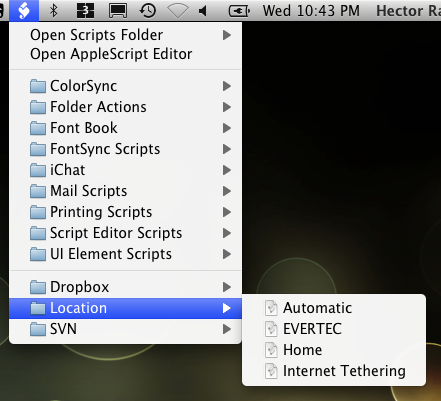 3 Wed 10:43 PM Hector Ra
Open Scripts Folder
Open AppleScript Editor
ColorSync
Folder Actions
Font Book
FontSync Scripts
iChat
Mail Scripts
Printing Scripts
Script Editor Scripts
UI Element Scripts
Dropbox
Location
SVN
Automatic
EVERTEC
Home
Internet Tethering